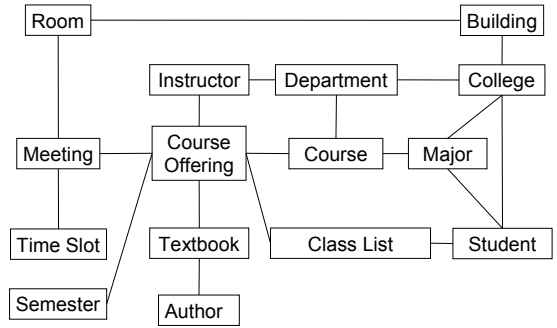 Room
Building
Instructor
Department
College
Meeting
Course
Offering
Course
Major
Time Slot
Textbook
Class List
Student
Semester
Author